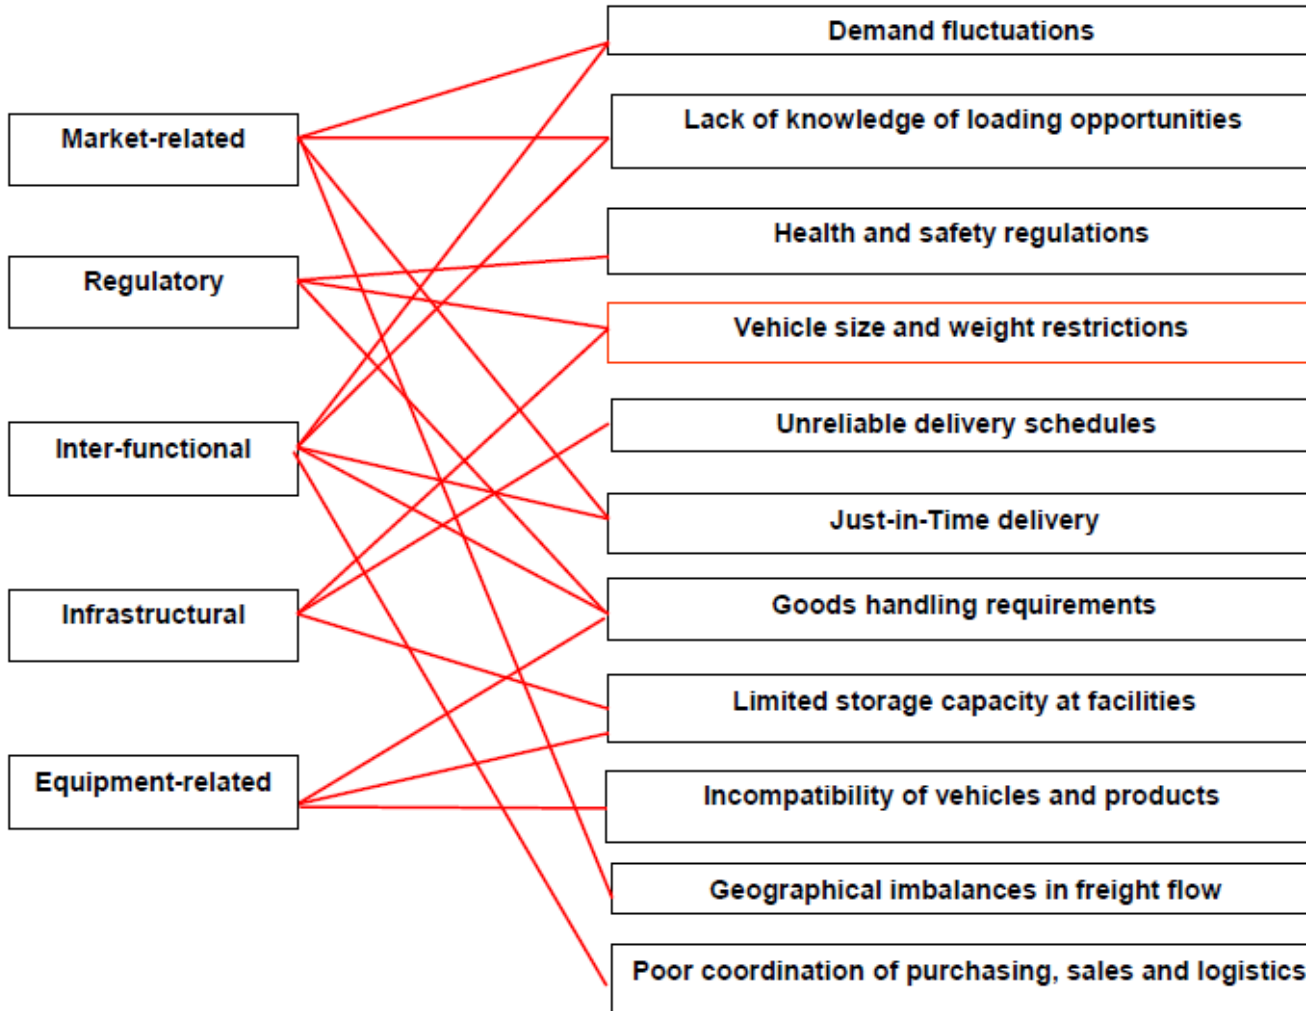 Market-related
Regulatory
Inter-functional
Infrastructural
Equipment-related
Demand fluctuations
Lack of knowledge of loading opportunities
Health and safety regulations
Vehicle size and weight restrictions
Unreliable delivery schedules
Just-in-Time delivery
Goods handling requirements
Limited storage capacity at facilities
Incompatibility of vehicles and products
Geographical imbalances in freight flow
Poor coordination of purchasing, sales and logistics